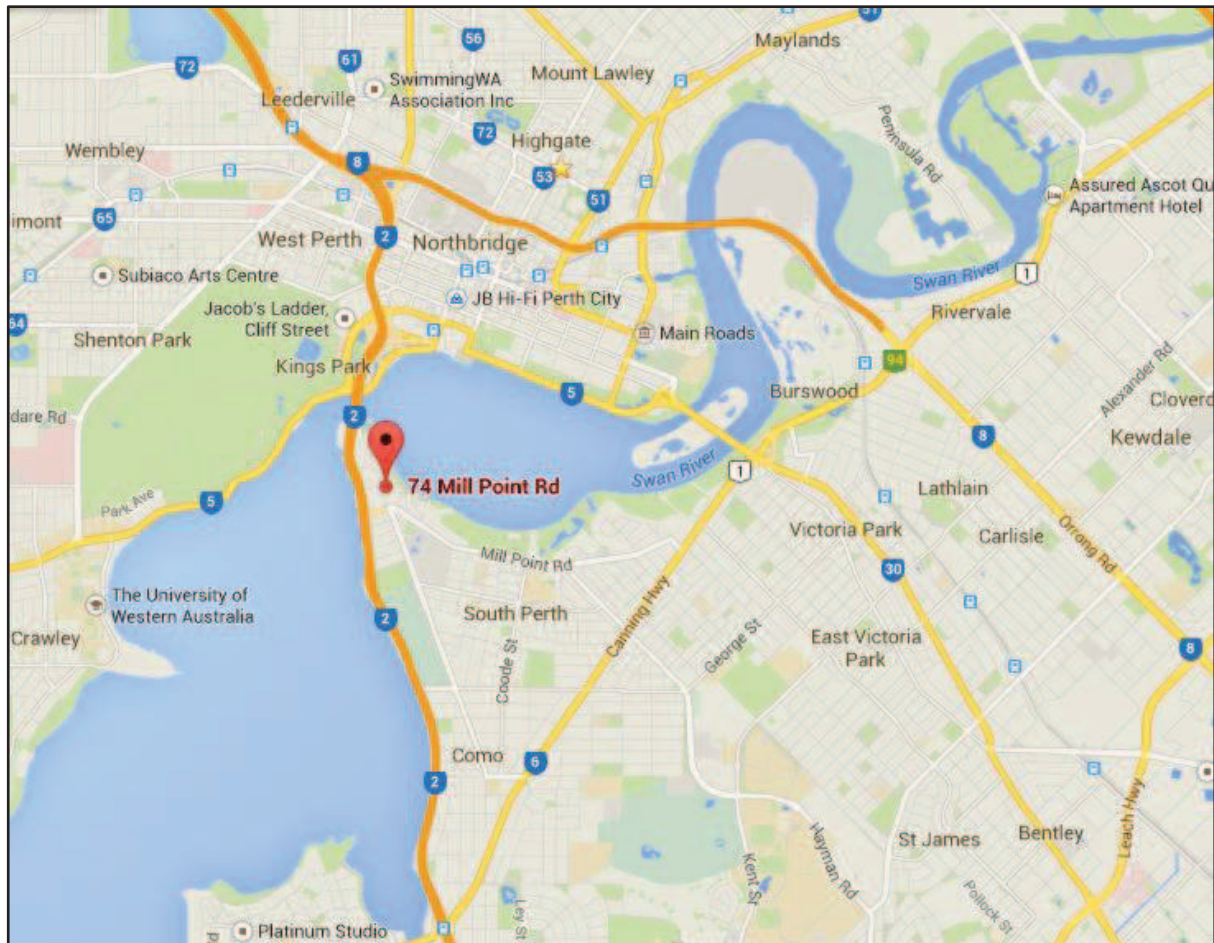 51
Maylands
56
61
72
SwimmingWA
Association Inc
Mount Lawley
Leederville
72
Highgate
Peninsula Rd
Wembley
8
53
51
Assured Ascot Qu
Apartment Hotel
imont
65
West Perth
2
Northbridge
Subiaco Arts Centre
Swan River
1
JB Hi-Fi Perth City
Jacob's Ladder,
Cliff Street
Rivervale
64
Shenton Park
Main Roads
Kings Park
94
Alexander Rd
Burswood
5
Cloverd
dare Rd
2
8
Kewdale
Swan River
1
74 Mill Point Rd
Lathlain
Park Ave
5
Victoria Park
Carlisle
Orrong Rd
Mill Point Rd
30
The University of
Western Australia
2
South Perth
Canning Hwy
Crawley
George St
East Victoria
Park
8
Coode St
Como
6
2
Leach Hwy
Hayman Rd
St James
Bentley
Kent St
Pollock St
Ley St
Platinum Studio